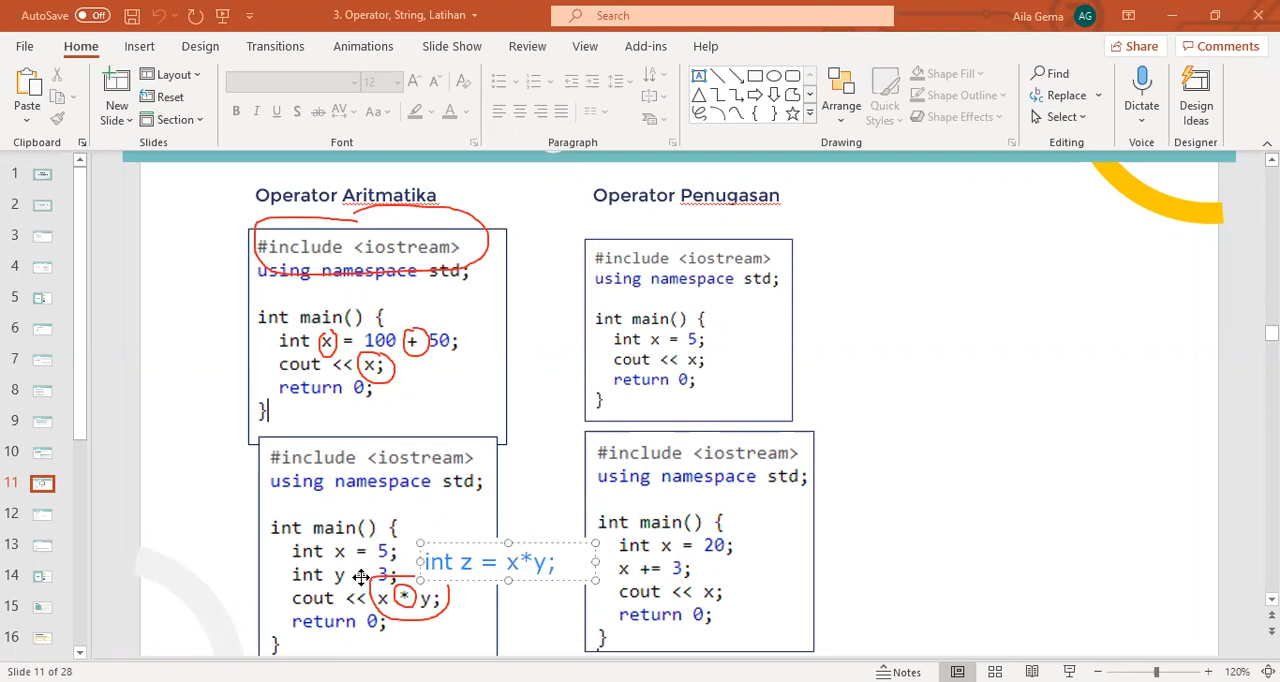 AutoSave Off
3. Operator, String, Latihan
Search
Aila Gema AG
File Home Insert Design Transitions Animations Slide Show Review View Add-ins Help
Share Comments
Paste
New Slide
Layout
Reset
Section
12
A A A
B I U S ab AV Aa A
Arrange
Quick Styles
Shape Fill
Shape Outline
Shape Effects
Find
Replace
Select
Dictate
Design Ideas
Clipboard Slides Font Paragraph Drawing Editing Voice Designer
1
2
3
4
5
6
7
8
9
10
11
12
13
14
15
16
Operator Aritmatika
#include <iostream>
using namespace std;
int main() {
int x = 100 + 50;
cout << x;
return 0;
}
#include <iostream>
using namespace std;
int main() {
int x = 5;
int y 3;
cout << x * y;
return 0;
}
int z = x*y;
Operator Penugasan
#include <iostream>
using namespace std;
int main() {
int x = 5;
cout << x;
return 0;
}
#include <iostream>
using namespace std;
int main() {
int x = 20;
x += 3;
cout << x;
return 0;
}
Slide 11 of 28
Notes
120%